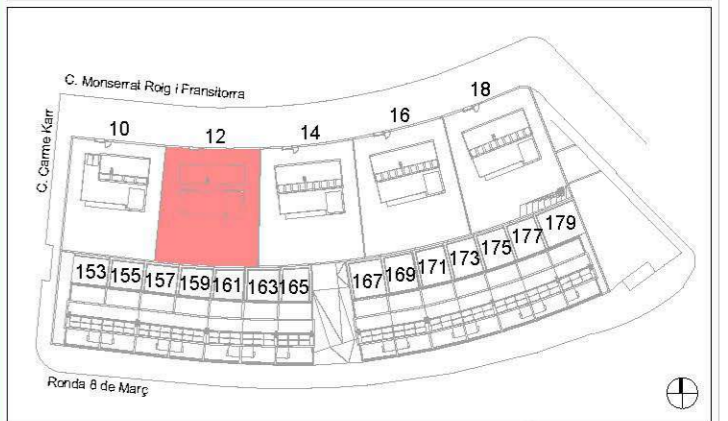 C. Monserrat Roig i Fransitorra
C. Carme Karr
10
12
14
16
18
153 155 157 159 161 163 165
167 169 171 173 175 177 179
Ronda 8 de Març